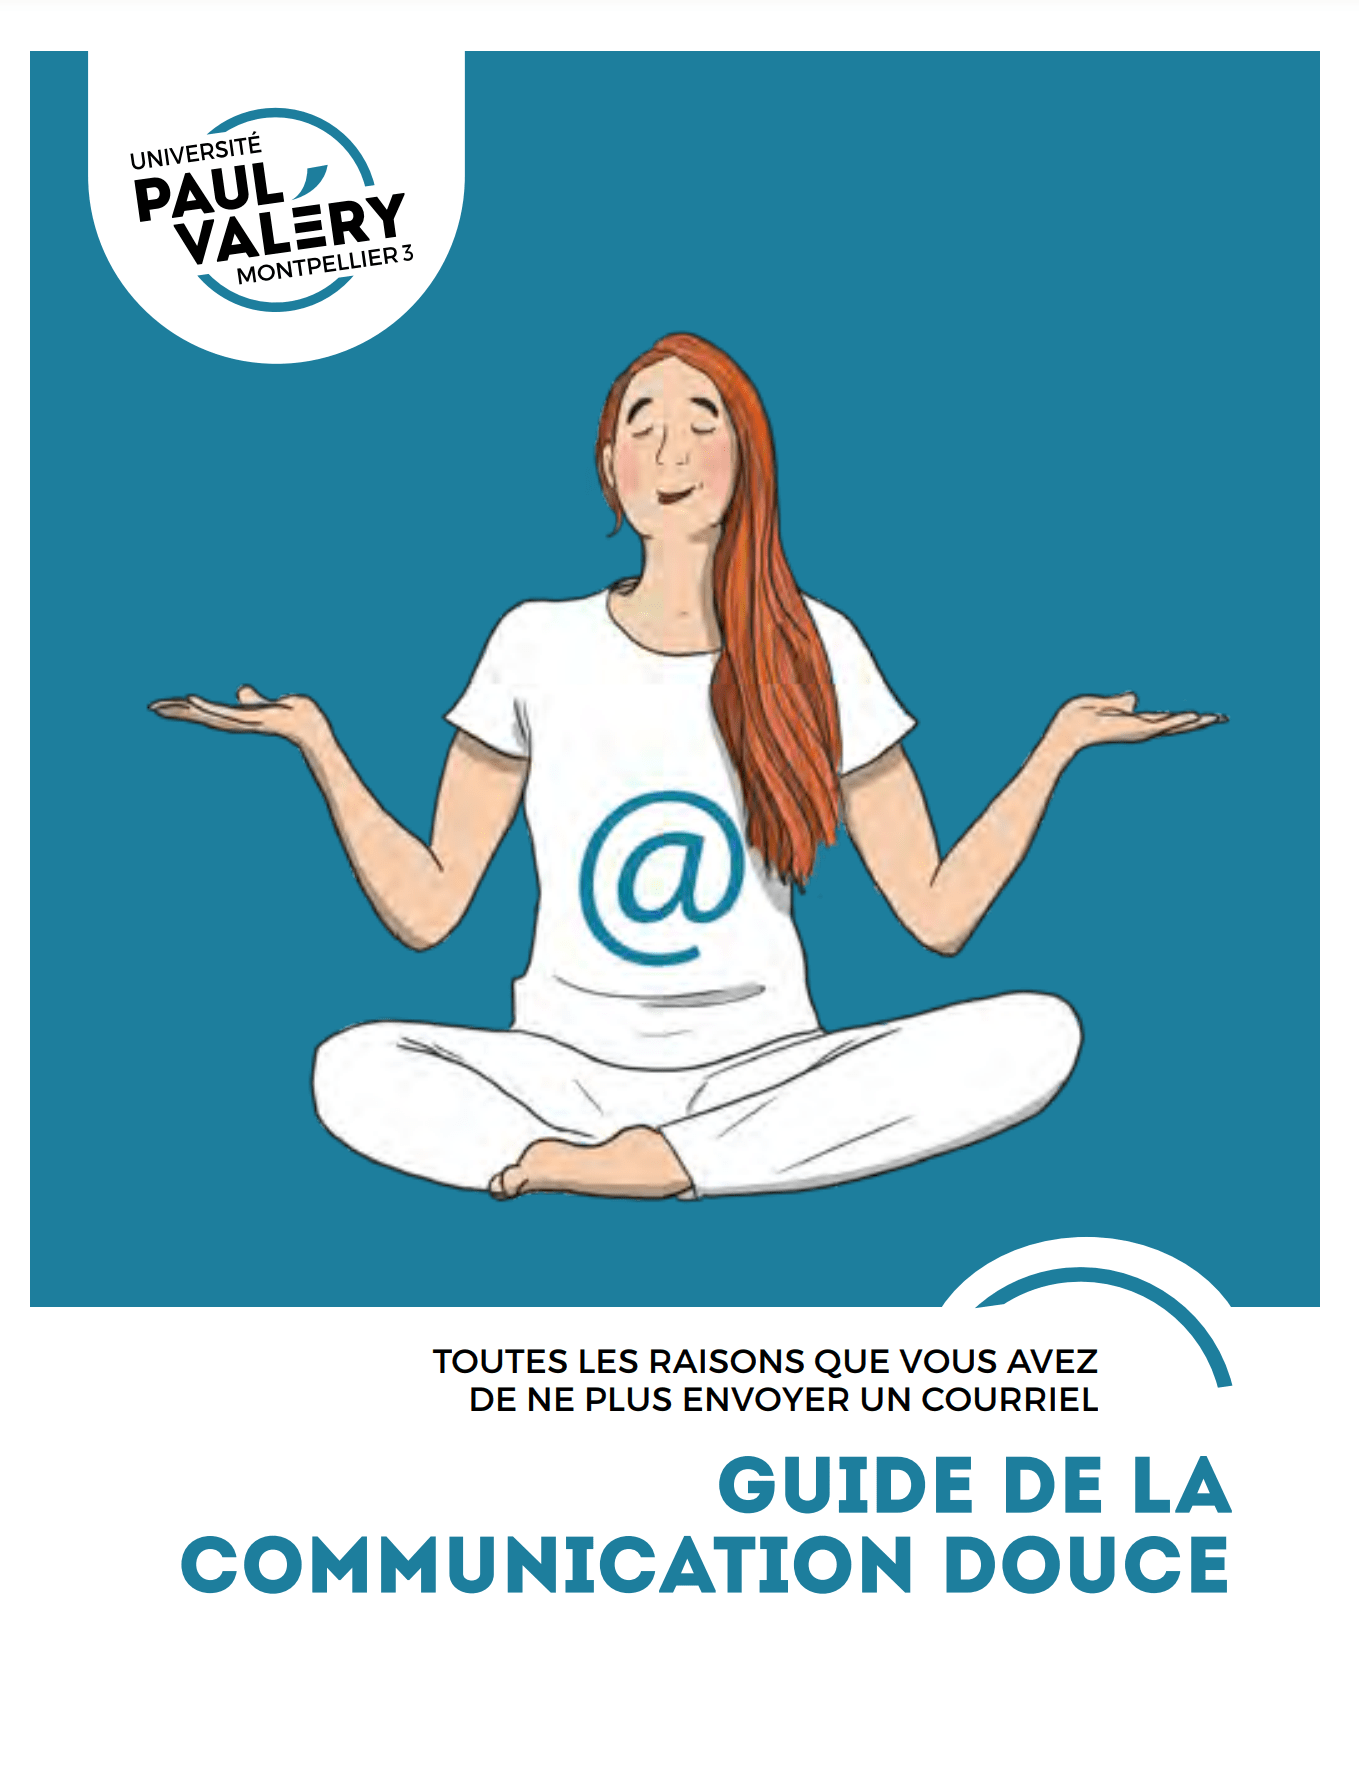 UNIVERSITÉ
PAUL
VALÉRY
MONTPELLIER 3
@
TOUTES LES RAISONS QUE VOUS AVEZ
DE NE PLUS ENVOYER UN COURRIEL
GUIDE DE LA
COMMUNICATION DOUCE